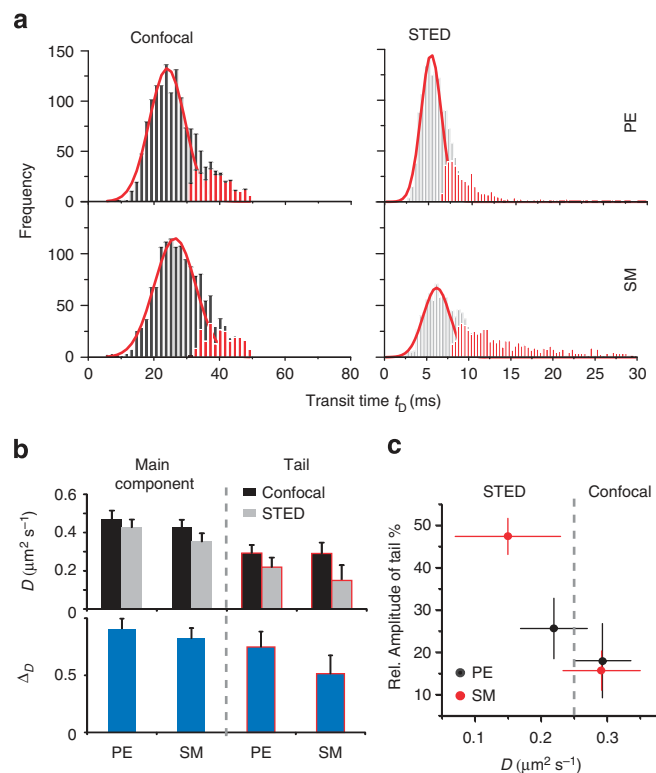 a
Confocal
STED
150
100
50
0
PE
Frequency
150
100
50
0
SM
0 20 40 60 80
0 5 10 15 20 25 30
Transit time tD (ms)
b
Main component
Tail
Confocal
STED
0.6
0.4
0.2
0
D (μm² s⁻¹)
0.5
0
ΔD
PE SM PE SM
c
STED Confocal
50
40
30
20
10
Rel. Amplitude of tail %
PE
SM
0.1 0.2 0.3
D (μm² s⁻¹)